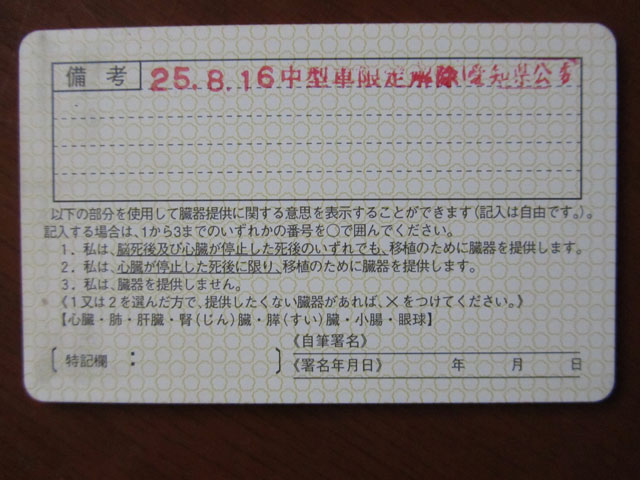 備考 25.8.16中型車限定解除 愛知県公安
以下の部分を使用して臓器提供に関する意思を表示することができます(記入は自由です。)。
記入する場合は、1から3までのいずれかの番号を○で囲んでください。
1. 私は、脳死後及び心臓が停止した死後のいずれでも、移植のために臓器を提供します。
2. 私は、心臓が停止した死後に限り、移植のために臓器を提供します。
3. 私は、臓器を提供しません。
《1又は2を選んだ方で、提供したくない臓器があれば、×をつけてください。》
【心臓・肺・肝臓・腎(じん)臓・膵(すい)臓・小腸・眼球】
〔特記欄 : 〕
《自筆署名》
《署名年月日》 年 月 日